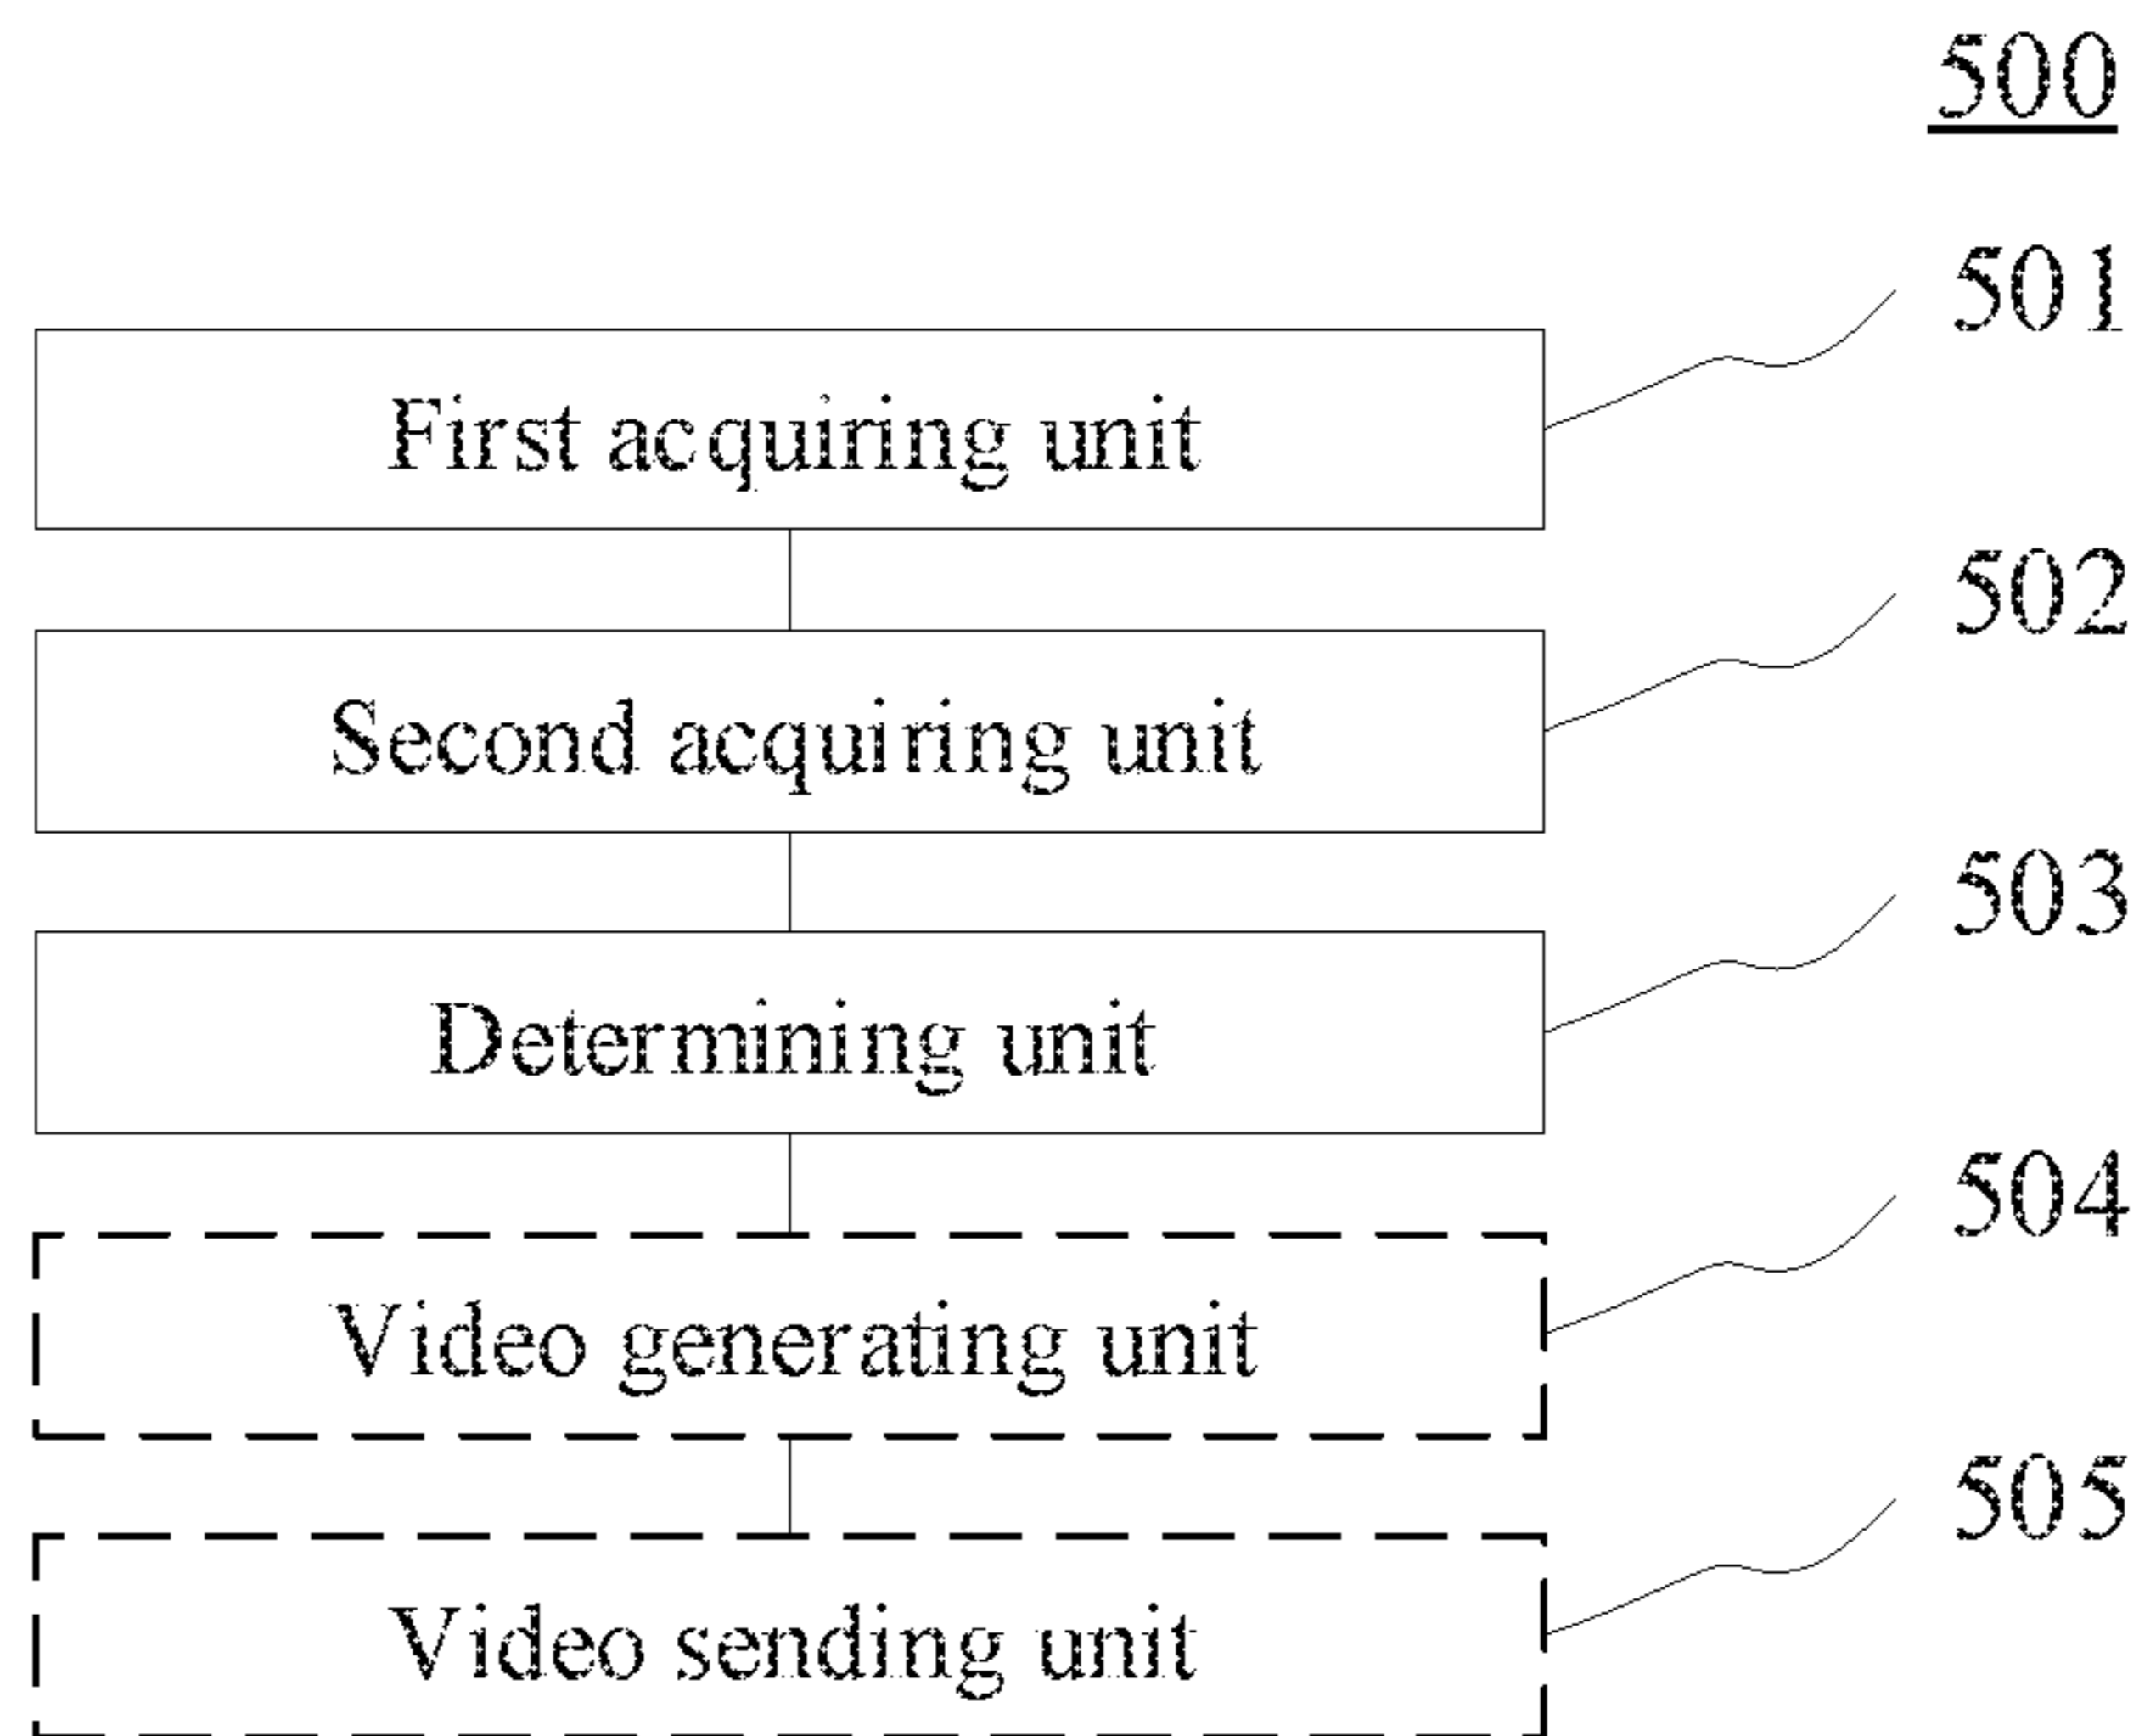 500
501
First acquiring unit
502
Second acquiring unit
503
Determining unit
504
Video generating unit
505
Video sending unit